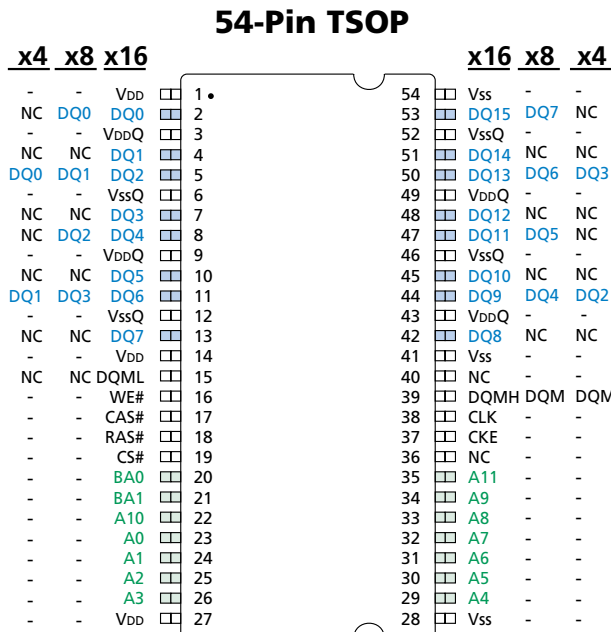 54-Pin TSOP
x4 x8 x16 x16 x8 x4
- - VDD 1 54 Vss - -
NC DQ0 DQ0 2 53 DQ15 DQ7 NC
- - VDDQ 3 52 VssQ - -
NC NC DQ1 4 51 DQ14 NC NC
DQ0 DQ1 DQ2 5 50 DQ13 DQ6 DQ3
- - VssQ 6 49 VDDQ - -
NC NC DQ3 7 48 DQ12 NC NC
NC DQ2 DQ4 8 47 DQ11 DQ5 NC
- - VDDQ 9 46 VssQ - -
NC NC DQ5 10 45 DQ10 NC NC
DQ1 DQ3 DQ6 11 44 DQ9 DQ4 DQ2
- - VssQ 12 43 VDDQ - -
NC NC DQ7 13 42 DQ8 NC NC
- - VDD 14 41 Vss - -
NC NC DQML 15 40 NC - -
- - WE# 16 39 DQMH DQM DQM
- - CAS# 17 38 CLK - -
- - RAS# 18 37 CKE - -
- - CS# 19 36 NC - -
- - BA0 20 35 A11 - -
- - BA1 21 34 A9 - -
- - A10 22 33 A8 - -
- - A0 23 32 A7 - -
- - A1 24 31 A6 - -
- - A2 25 30 A5 - -
- - A3 26 29 A4 - -
- - VDD 27 28 Vss - -